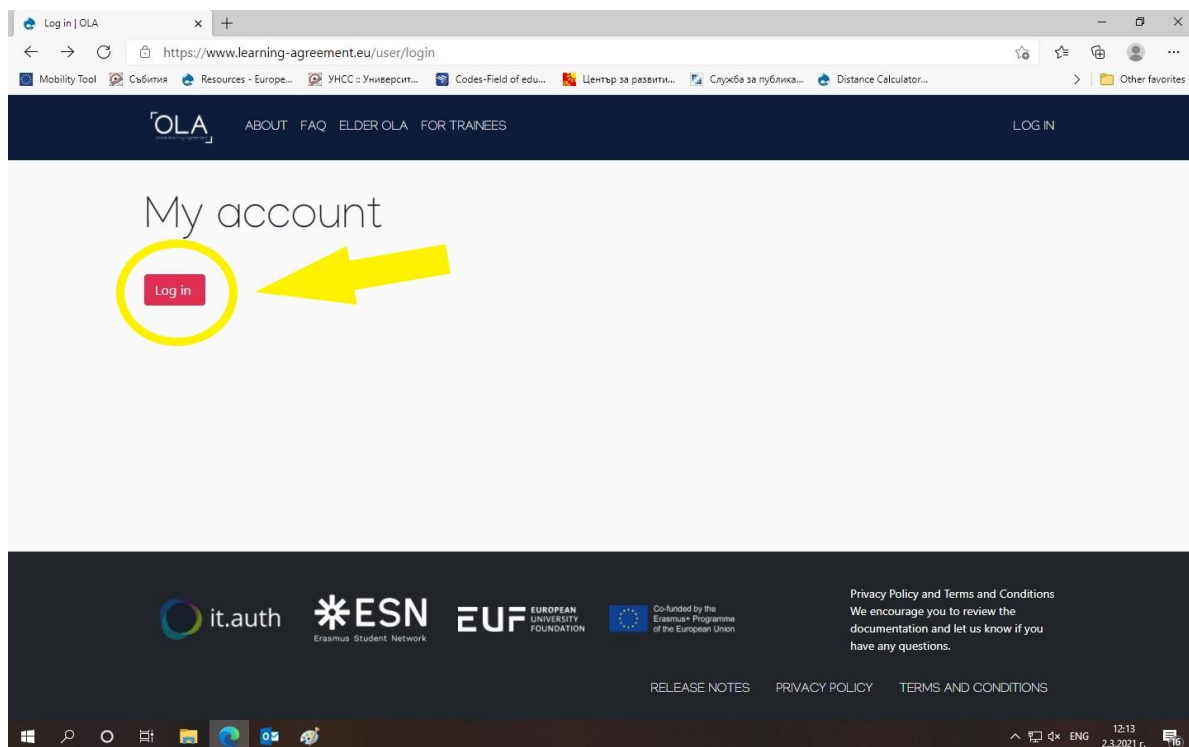 Log in | OLA
https://www.learning-agreement.eu/user/login
Mobility Tool Събития Resources - Europe... УНСС :: Университ... Codes-Field of edu... Център за развити... Служба за публика... Distance Calculator... Other favorites
OLA ABOUT FAQ ELDER OLA FOR TRAINEES LOG IN
My account
Log in
it.auth
ESN
Erasmus Student Network
EUF EUROPEAN
UNIVERSITY
FOUNDATION
Co-funded by the
Erasmus+ Programme
of the European Union
Privacy Policy and Terms and Conditions
We encourage you to review the
documentation and let us know if you
have any questions.
RELEASE NOTES PRIVACY POLICY TERMS AND CONDITIONS
ENG
12:13
2.3.2021 г.
16